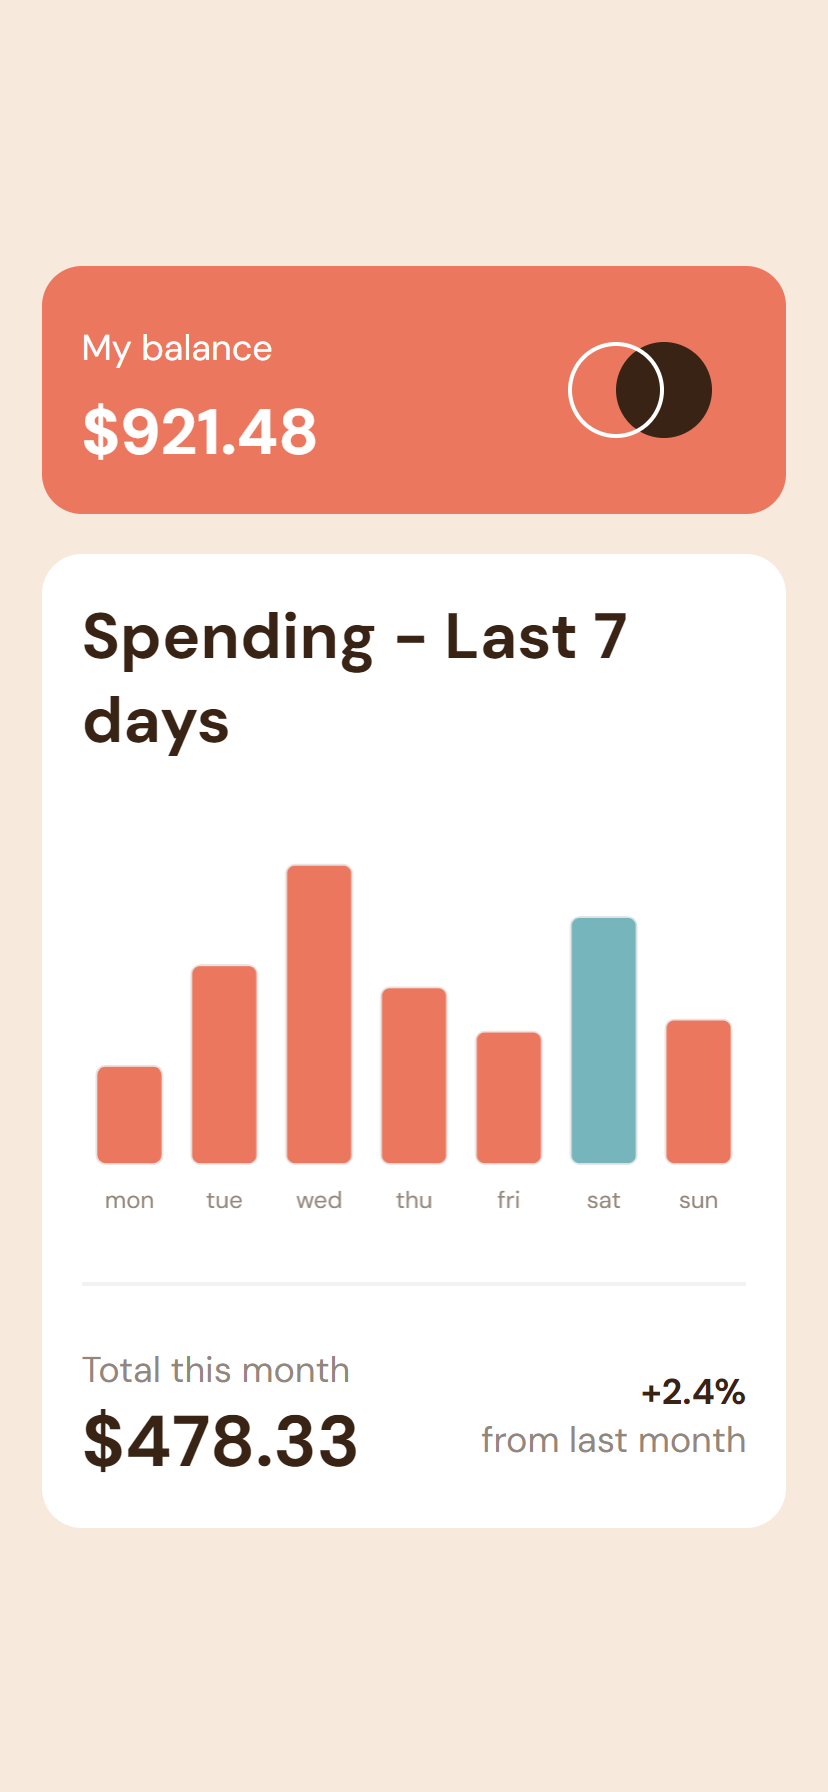 My balance
$921.48
Spending - Last 7
days
mon tue wed thu fri sat sun
Total this month
$478.33
+2.4%
from last month